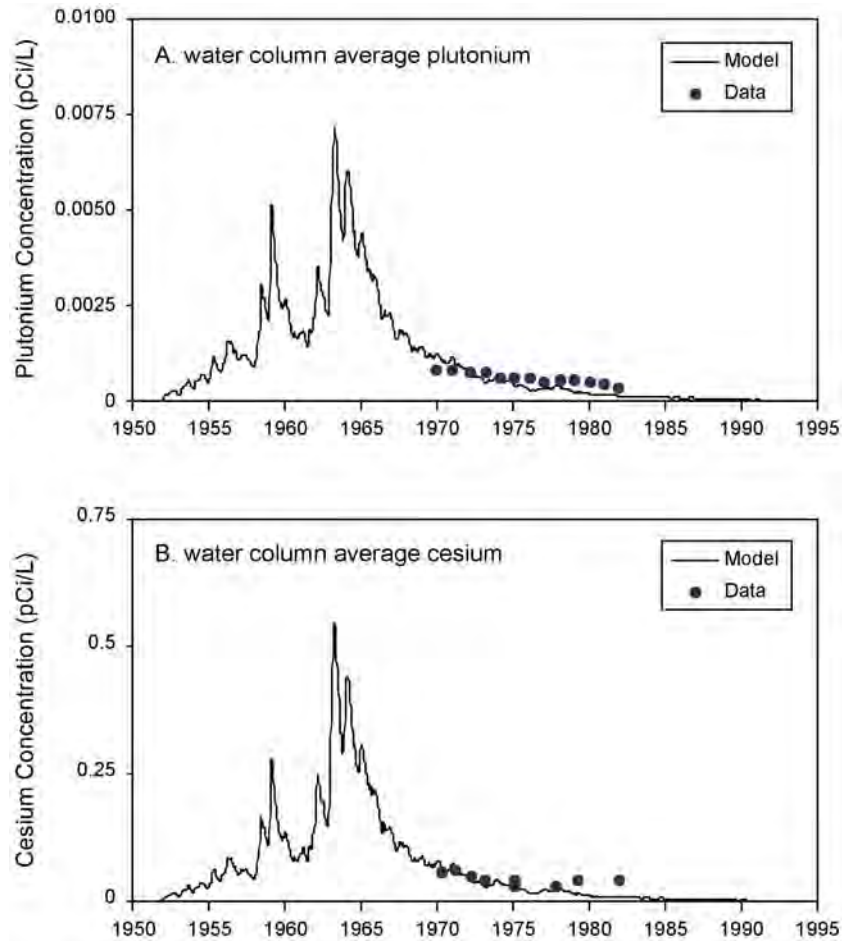 0.0100
A. water column average plutonium
Model
Data
0.0075
0.0050
0.0025
0
Plutonium Concentration (pCi/L)
1950 1955 1960 1965 1970 1975 1980 1985 1990 1995
0.75
B. water column average cesium
Model
Data
0.5
0.25
0
Cesium Concentration (pCi/L)
1950 1955 1960 1965 1970 1975 1980 1985 1990 1995